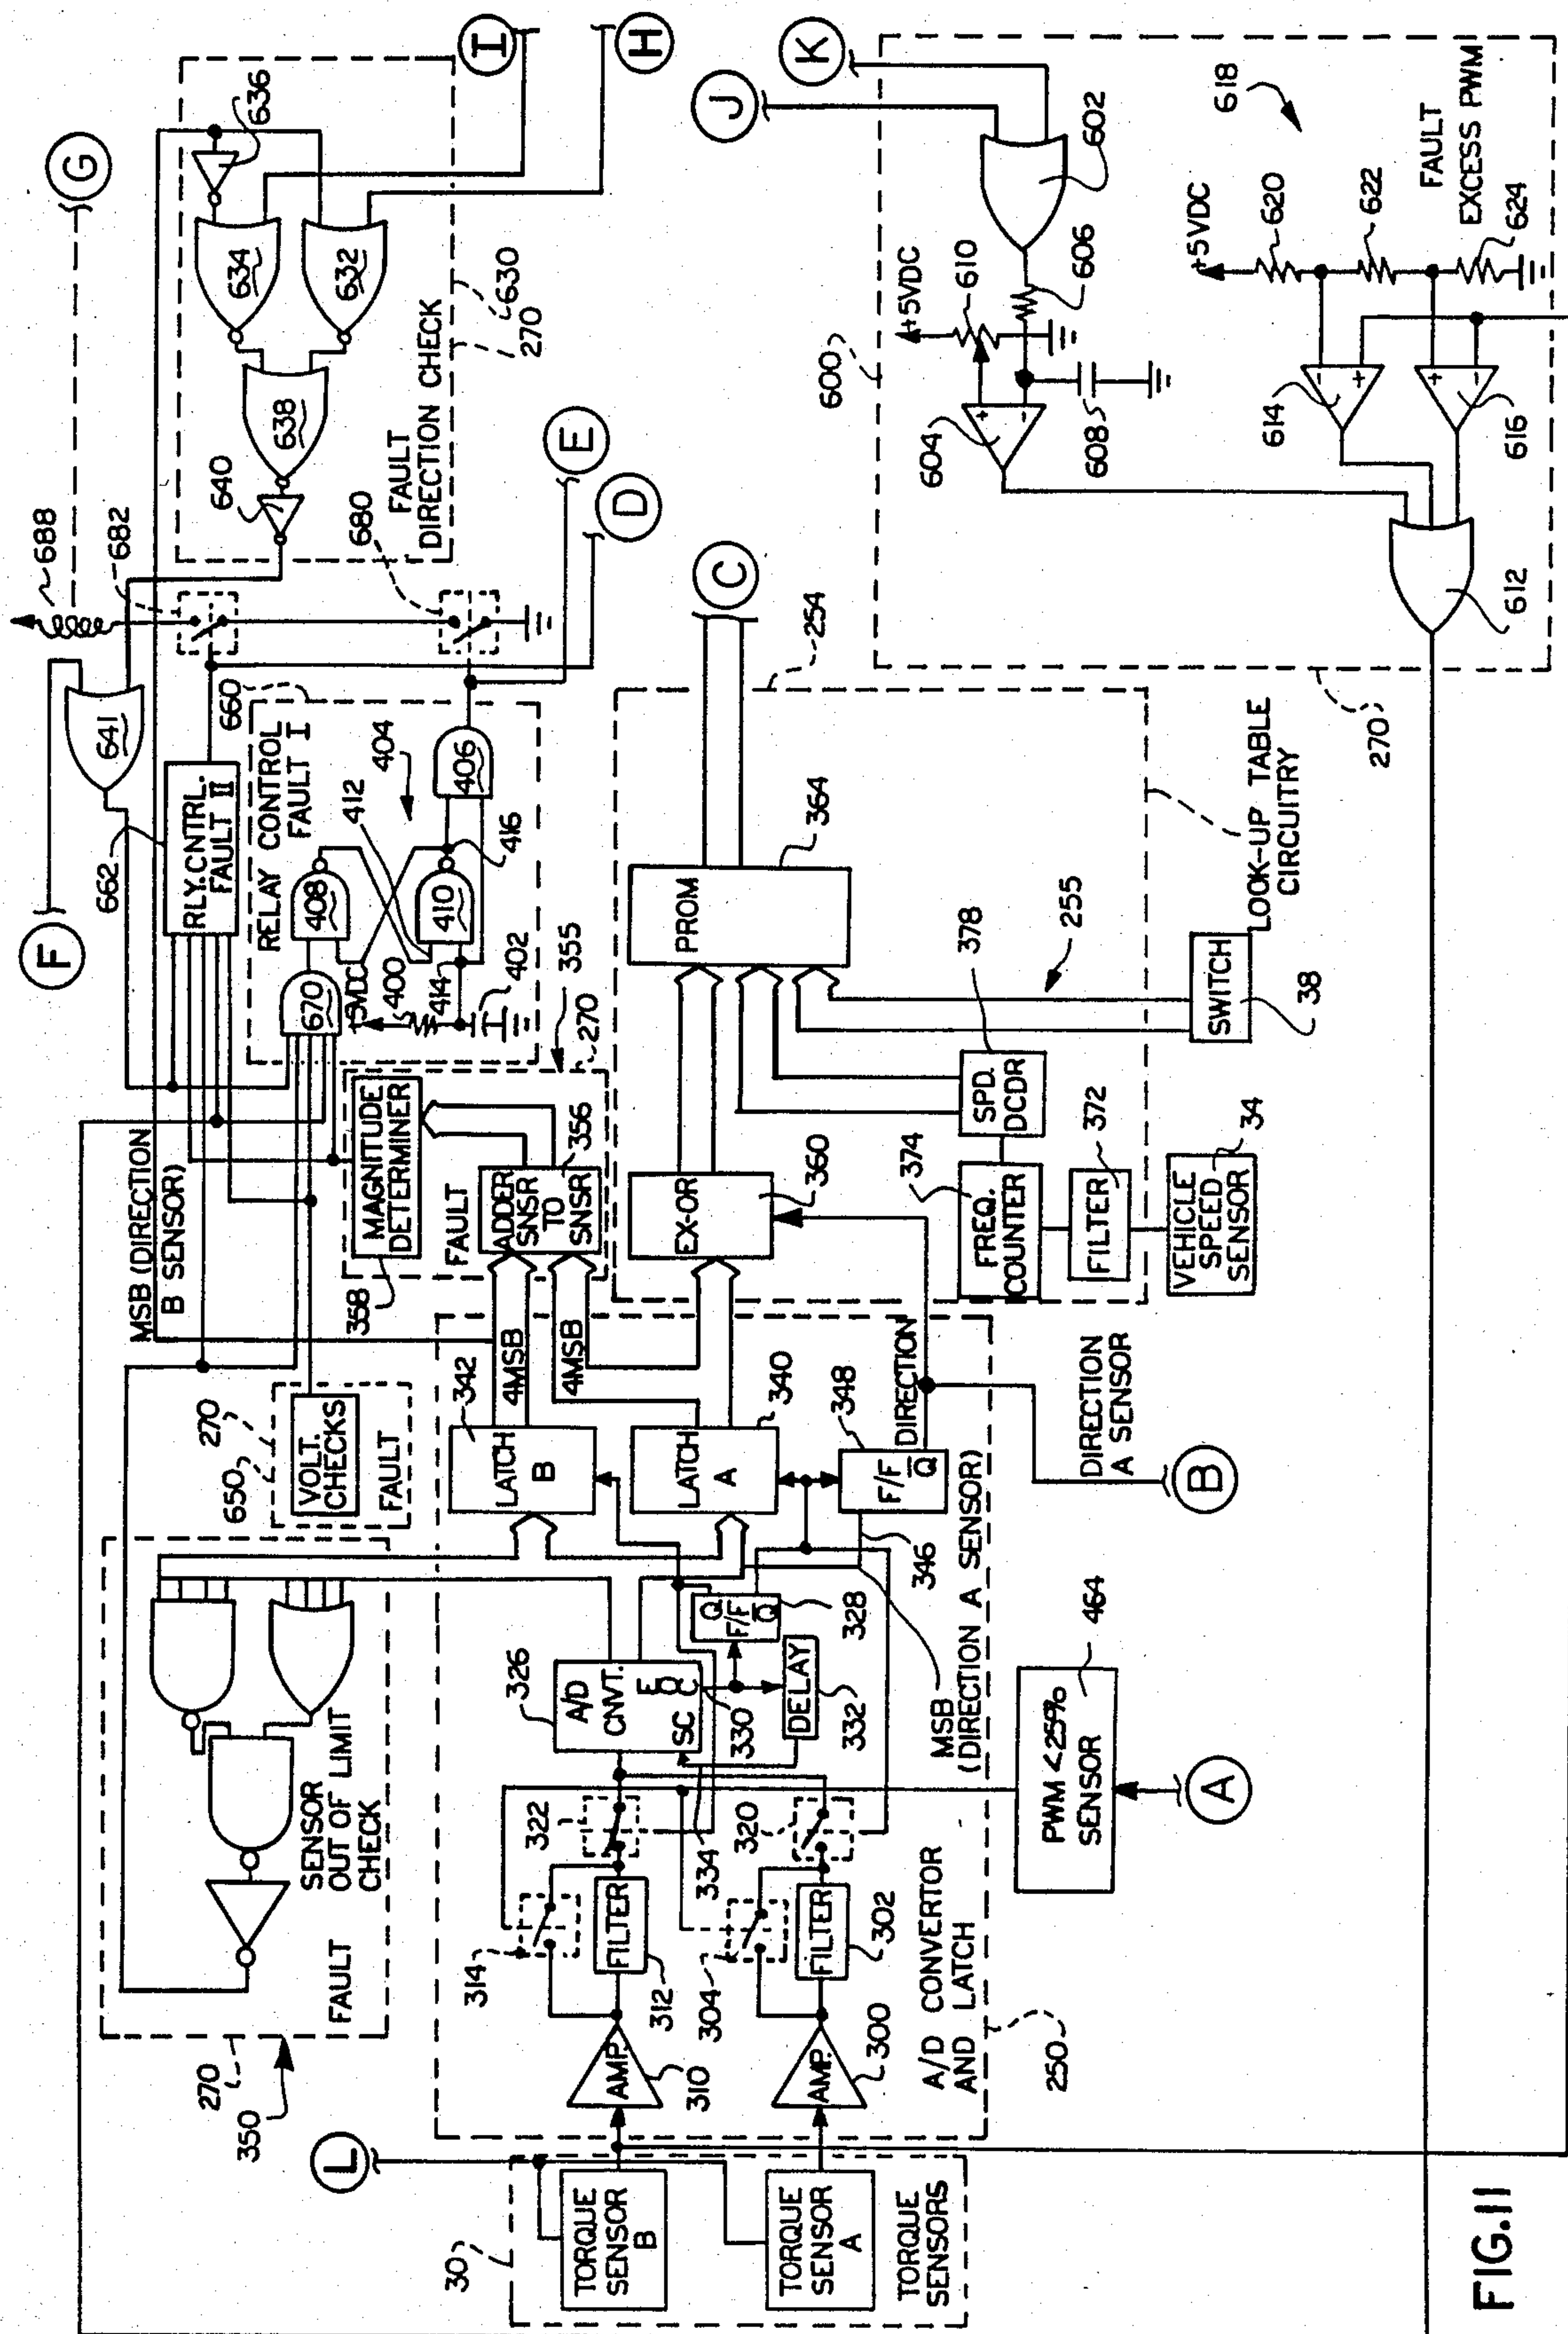 F
G
I
H
688
682
636
634
632
638
640
641
630
270
FAULT
DIRECTION CHECK
680
E
D
662
RLY. CNTRL.
FAULT II
660
RELAY CONTROL
FAULT I
404
412
408
410
406
416
670
+5VDC
400
414
402
355
270
MSB (DIRECTION
B SENSOR)
MAGNITUDE
DETERMINER
FAULT
358
ADDER
SNSR
TO
SNSR
356
270
650
VOLT.
CHECKS
FAULT
SENSOR
OUT OF LIMIT
CHECK
FAULT
270
350
L
30
TORQUE
SENSOR
B
TORQUE
SENSOR
A
TORQUE
SENSORS
AMP.
310
AMP.
300
314
FILTER
312
304
FILTER
302
322
320
334
326
A/D
CNVT.
EOC
SC
330
DELAY
332
Q
F/F
Q
328
342
LATCH
B
4MSB
4MSB
LATCH
A
340
348
F/F
Q
346
DIRECTION
MSB
(DIRECTION A SENSOR)
A/D CONVERTOR
AND LATCH
250
PWM <25%
SENSOR
464
A
DIRECTION
A SENSOR
B
EX-OR
360
PROM
364
C
254
374
FREQ.
COUNTER
SPD.
DCDR
378
FILTER
372
VEHICLE
SPEED
SENSOR
34
255
SWITCH
38
LOOK-UP TABLE
CIRCUITRY
J
K
600
602
604
606
608
610
+5VDC
+5VDC
618
620
622
624
FAULT
EXCESS PWM
614
616
612
270
FIG.11